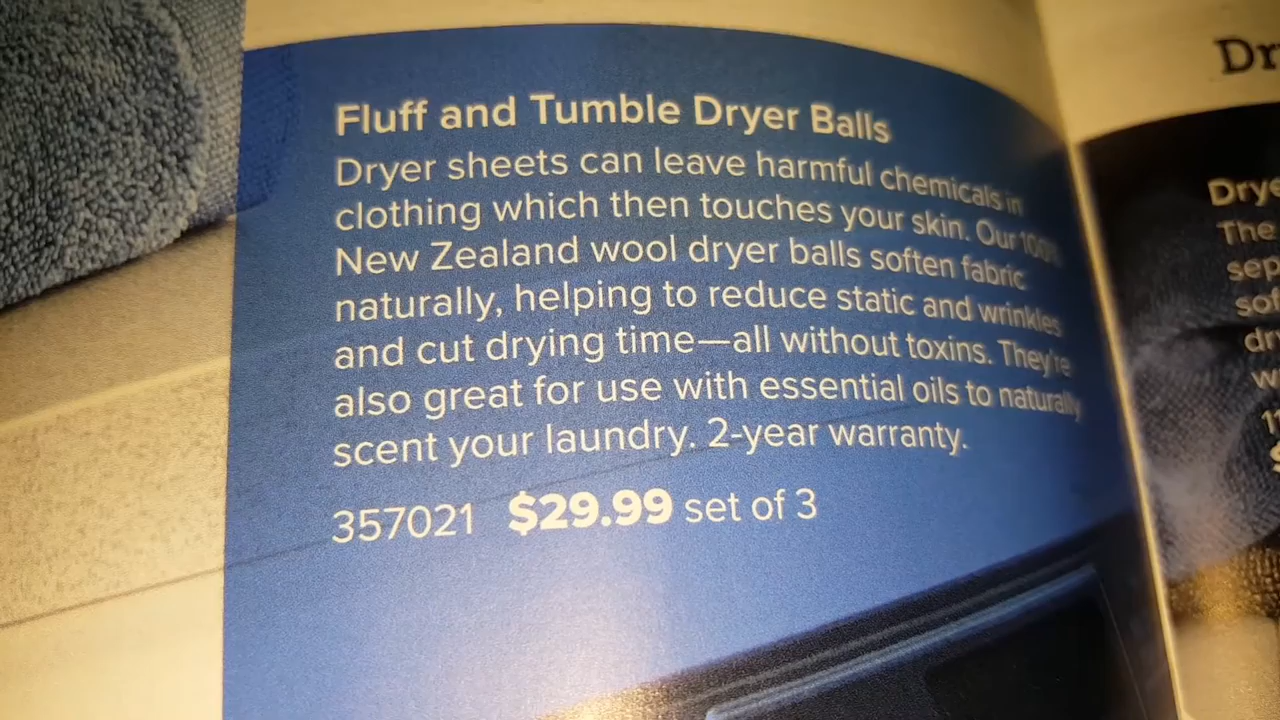 Fluff and Tumble Dryer Balls
Dryer sheets can leave harmful chemicals in
clothing which then touches your skin. Our 100%
New Zealand wool dryer balls soften fabric
naturally, helping to reduce static and wrinkles
and cut drying time—all without toxins. They're
also great for use with essential oils to naturally
scent your laundry. 2-year warranty.
357021 $29.99 set of 3
The